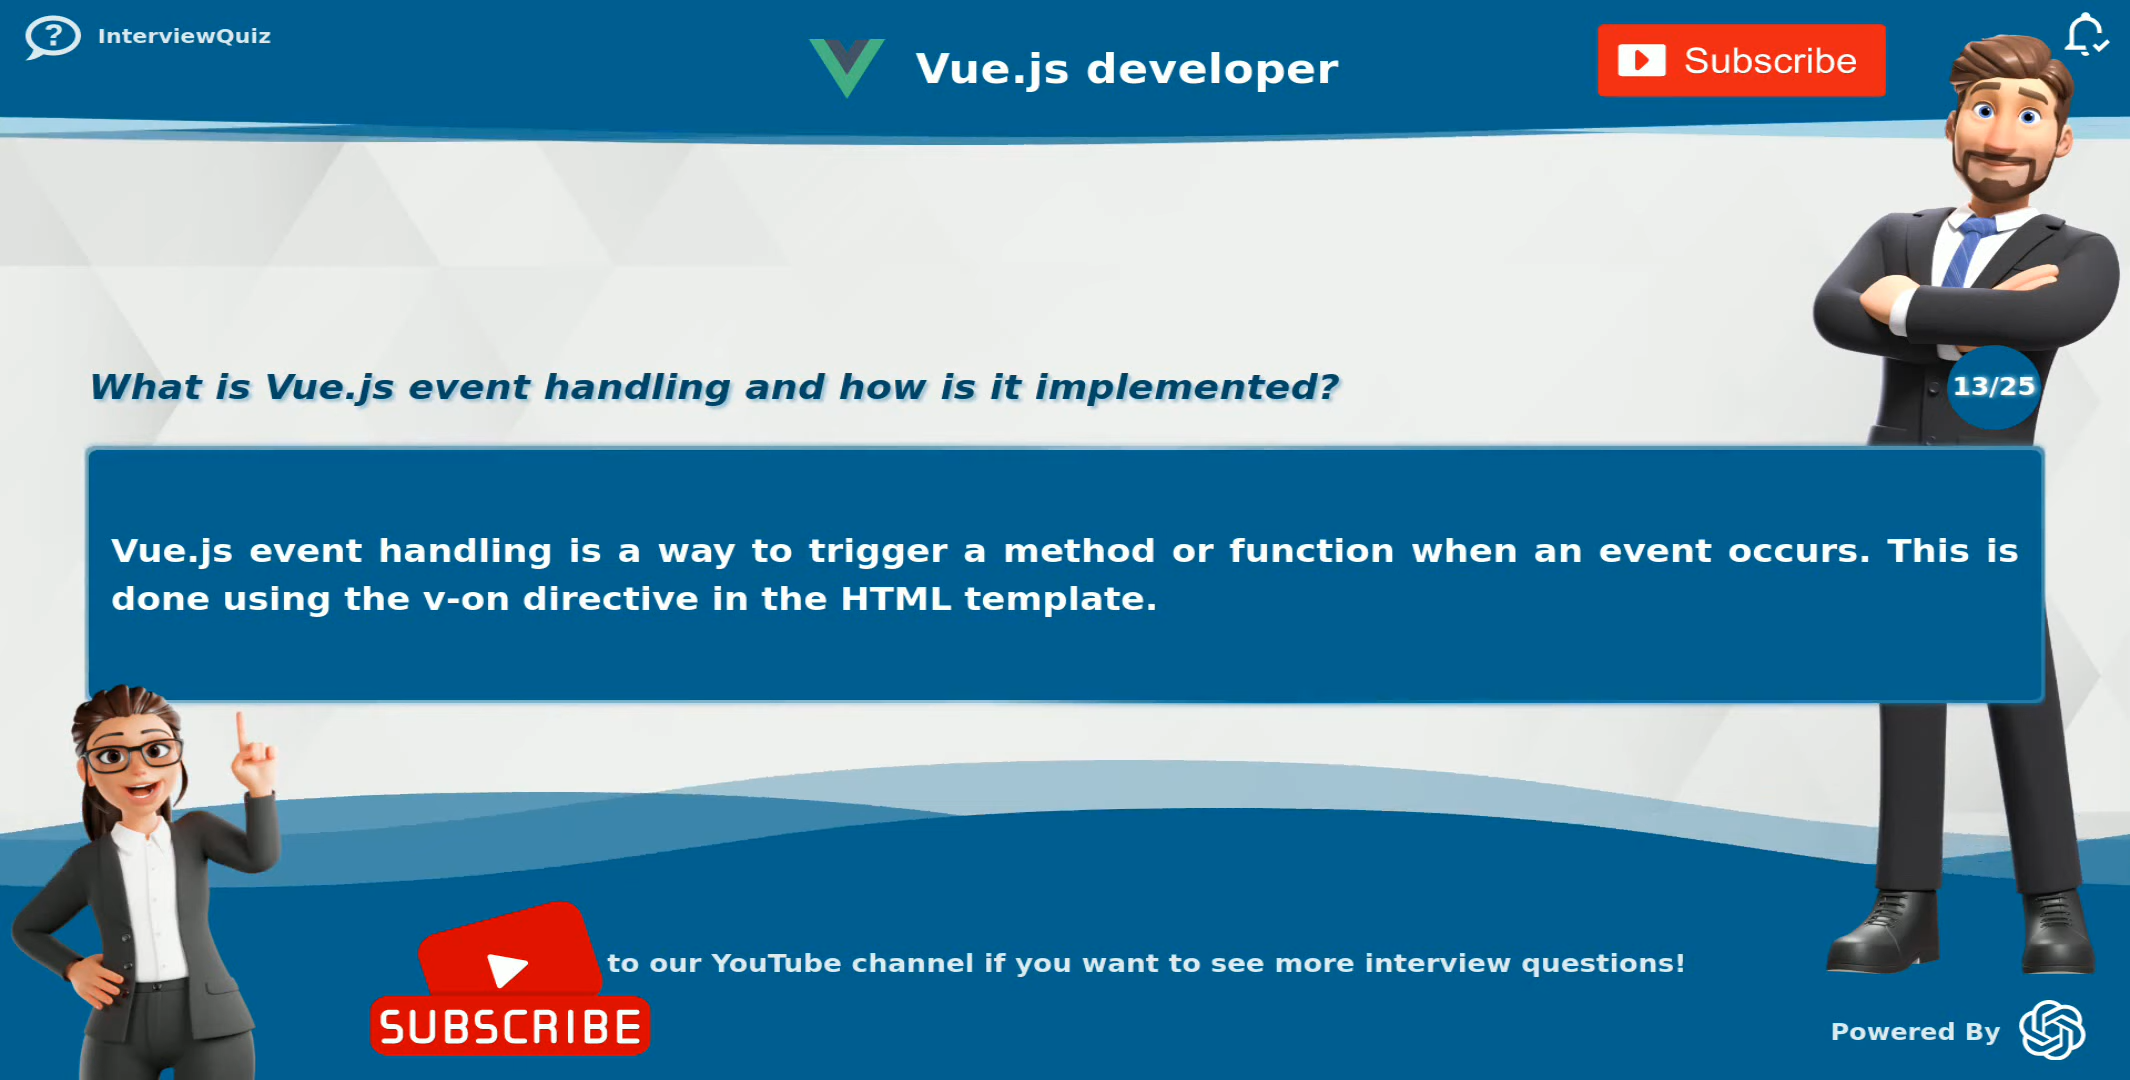 InterviewQuiz
Vue.js developer
Subscribe
What is Vue.js event handling and how is it implemented?
13/25
Vue.js event handling is a way to trigger a method or function when an event occurs. This is
done using the v-on directive in the HTML template.
to our YouTube channel if you want to see more interview questions!
SUBSCRIBE
Powered By